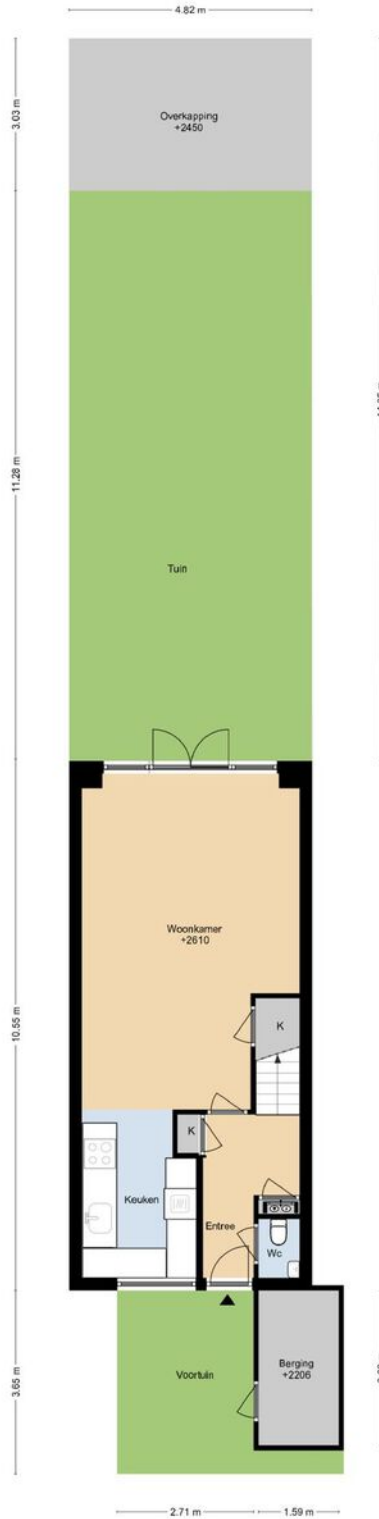 4.82 m
3.03 m
Overkapping
+2450
11.28 m
Tuin
Woonkamer
+2610
10.55 m
K
K
Keuken
Entree
Wc
3.65 m
Voortuin
Berging
+2206
2.71 m
1.59 m